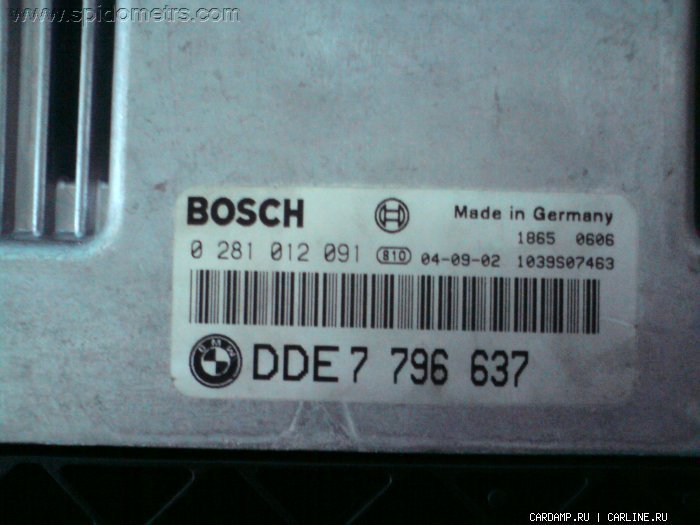 www.spidometrs.com
BOSCH
Made in Germany
1865 0606
0 281 012 091 810 04-09-02 1039S07463
BMW
DDE 7 796 637
CARDAMP.RU | CARLINE.RU